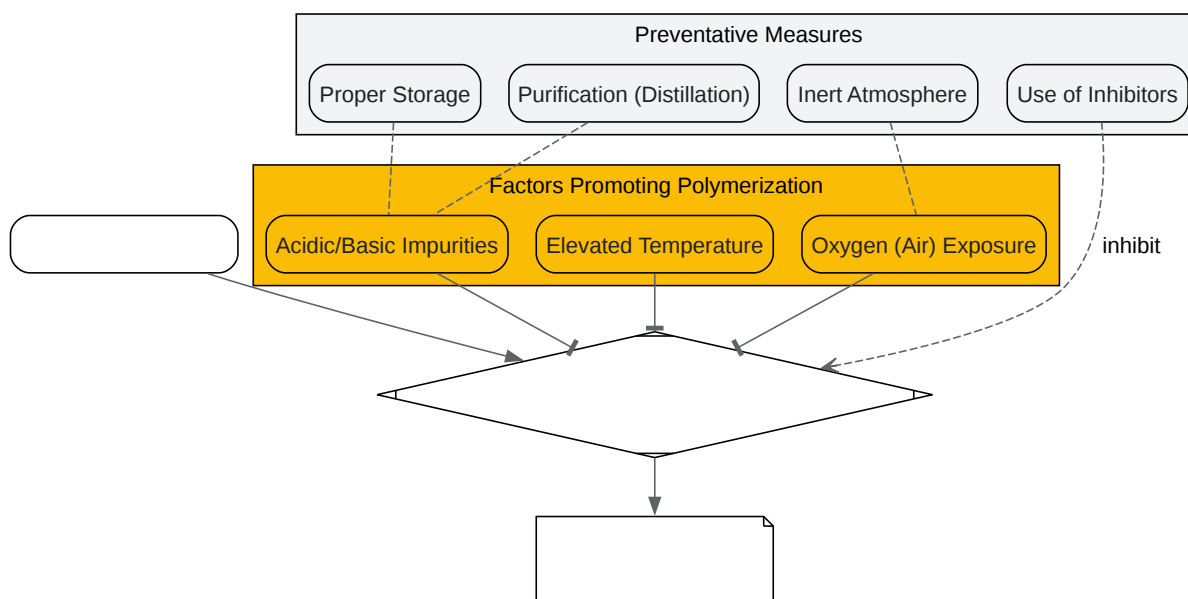 Preventative Measures
Proper Storage
Purification (Distillation)
Inert Atmosphere
Use of Inhibitors
Factors Promoting Polymerization
Acidic/Basic Impurities
Elevated Temperature
Oxygen (Air) Exposure
inhibit